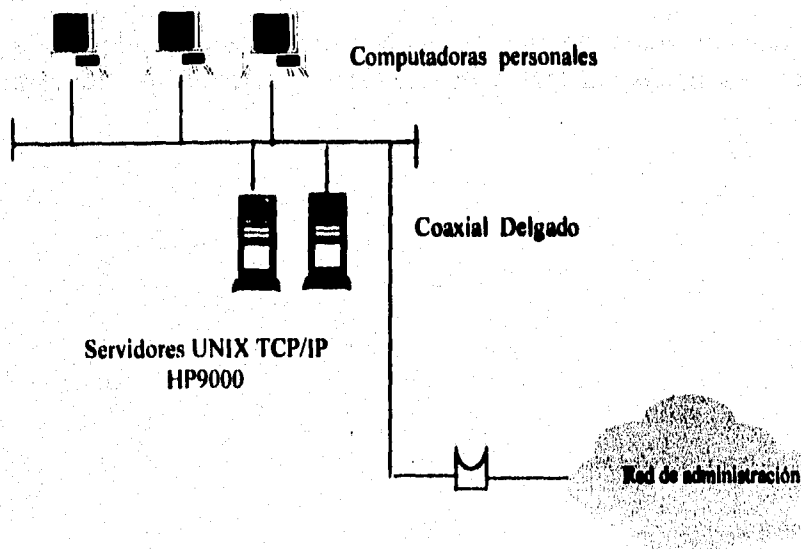 Computadoras personales
Coaxial Delgado
Servidores UNIX TCP/IP
HP9000
Red de administración